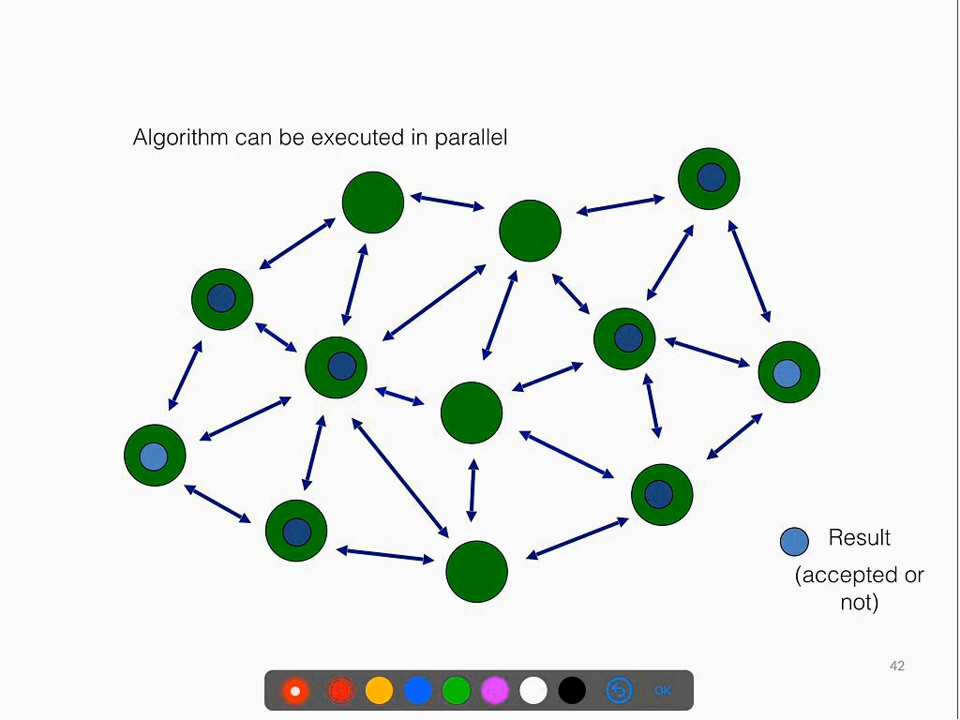 Algorithm can be executed in parallel
Result
(accepted or
not)
42
OK